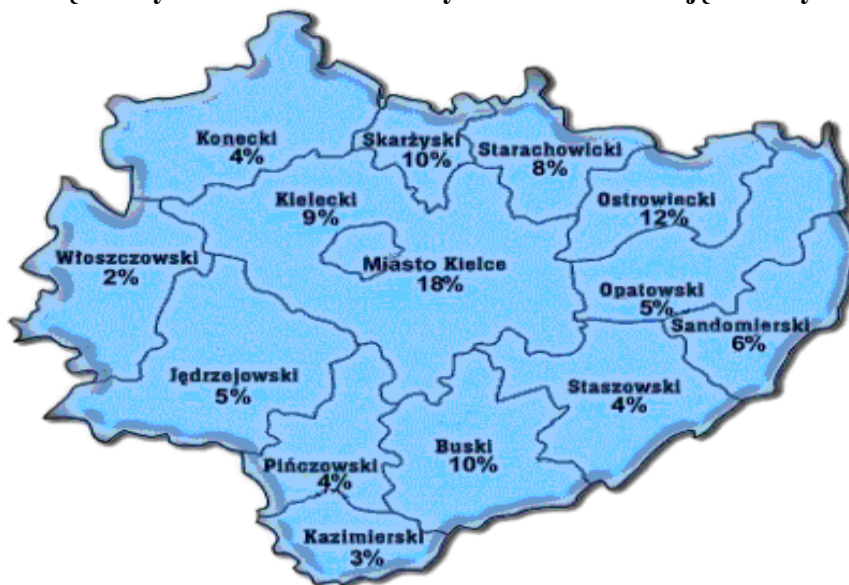 Konecki
4%
Skarżyski
10%
Starachowicki
8%
Kielecki
9%
Ostrowiecki
12%
Włoszczowski
2%
Miasto Kielce
18%
Opatowski
5%
Sandomierski
6%
Jędrzejowski
5%
Staszowski
4%
Buski
10%
Pińczowski
4%
Kazimierski
3%